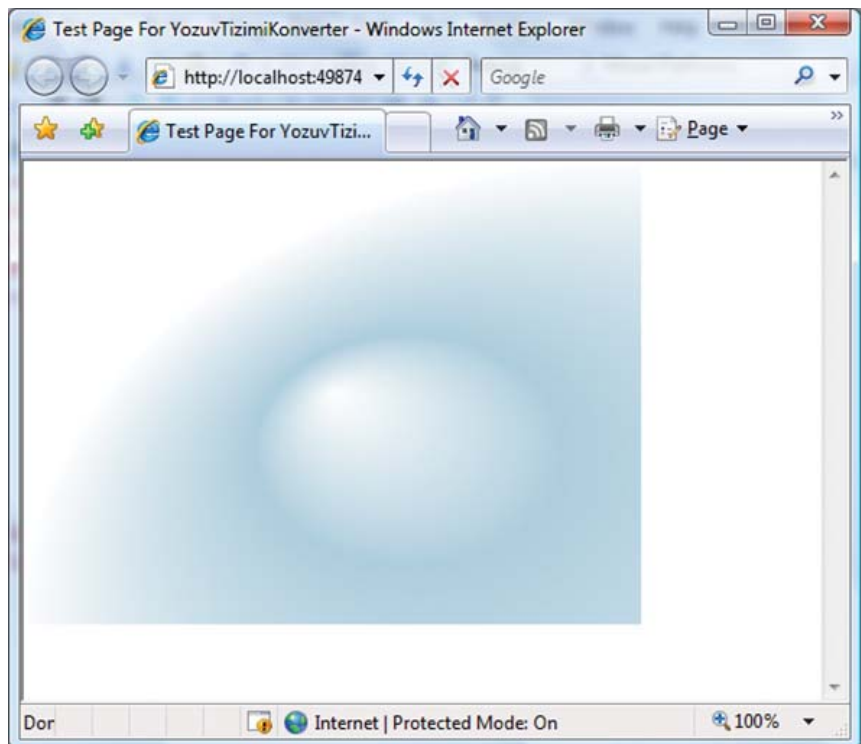 Test Page For YozuvTizimiKonverter - Windows Internet Explorer
http://localhost:49874 Google
Test Page For YozuvTizi... Page
Dor Internet | Protected Mode: On 100%